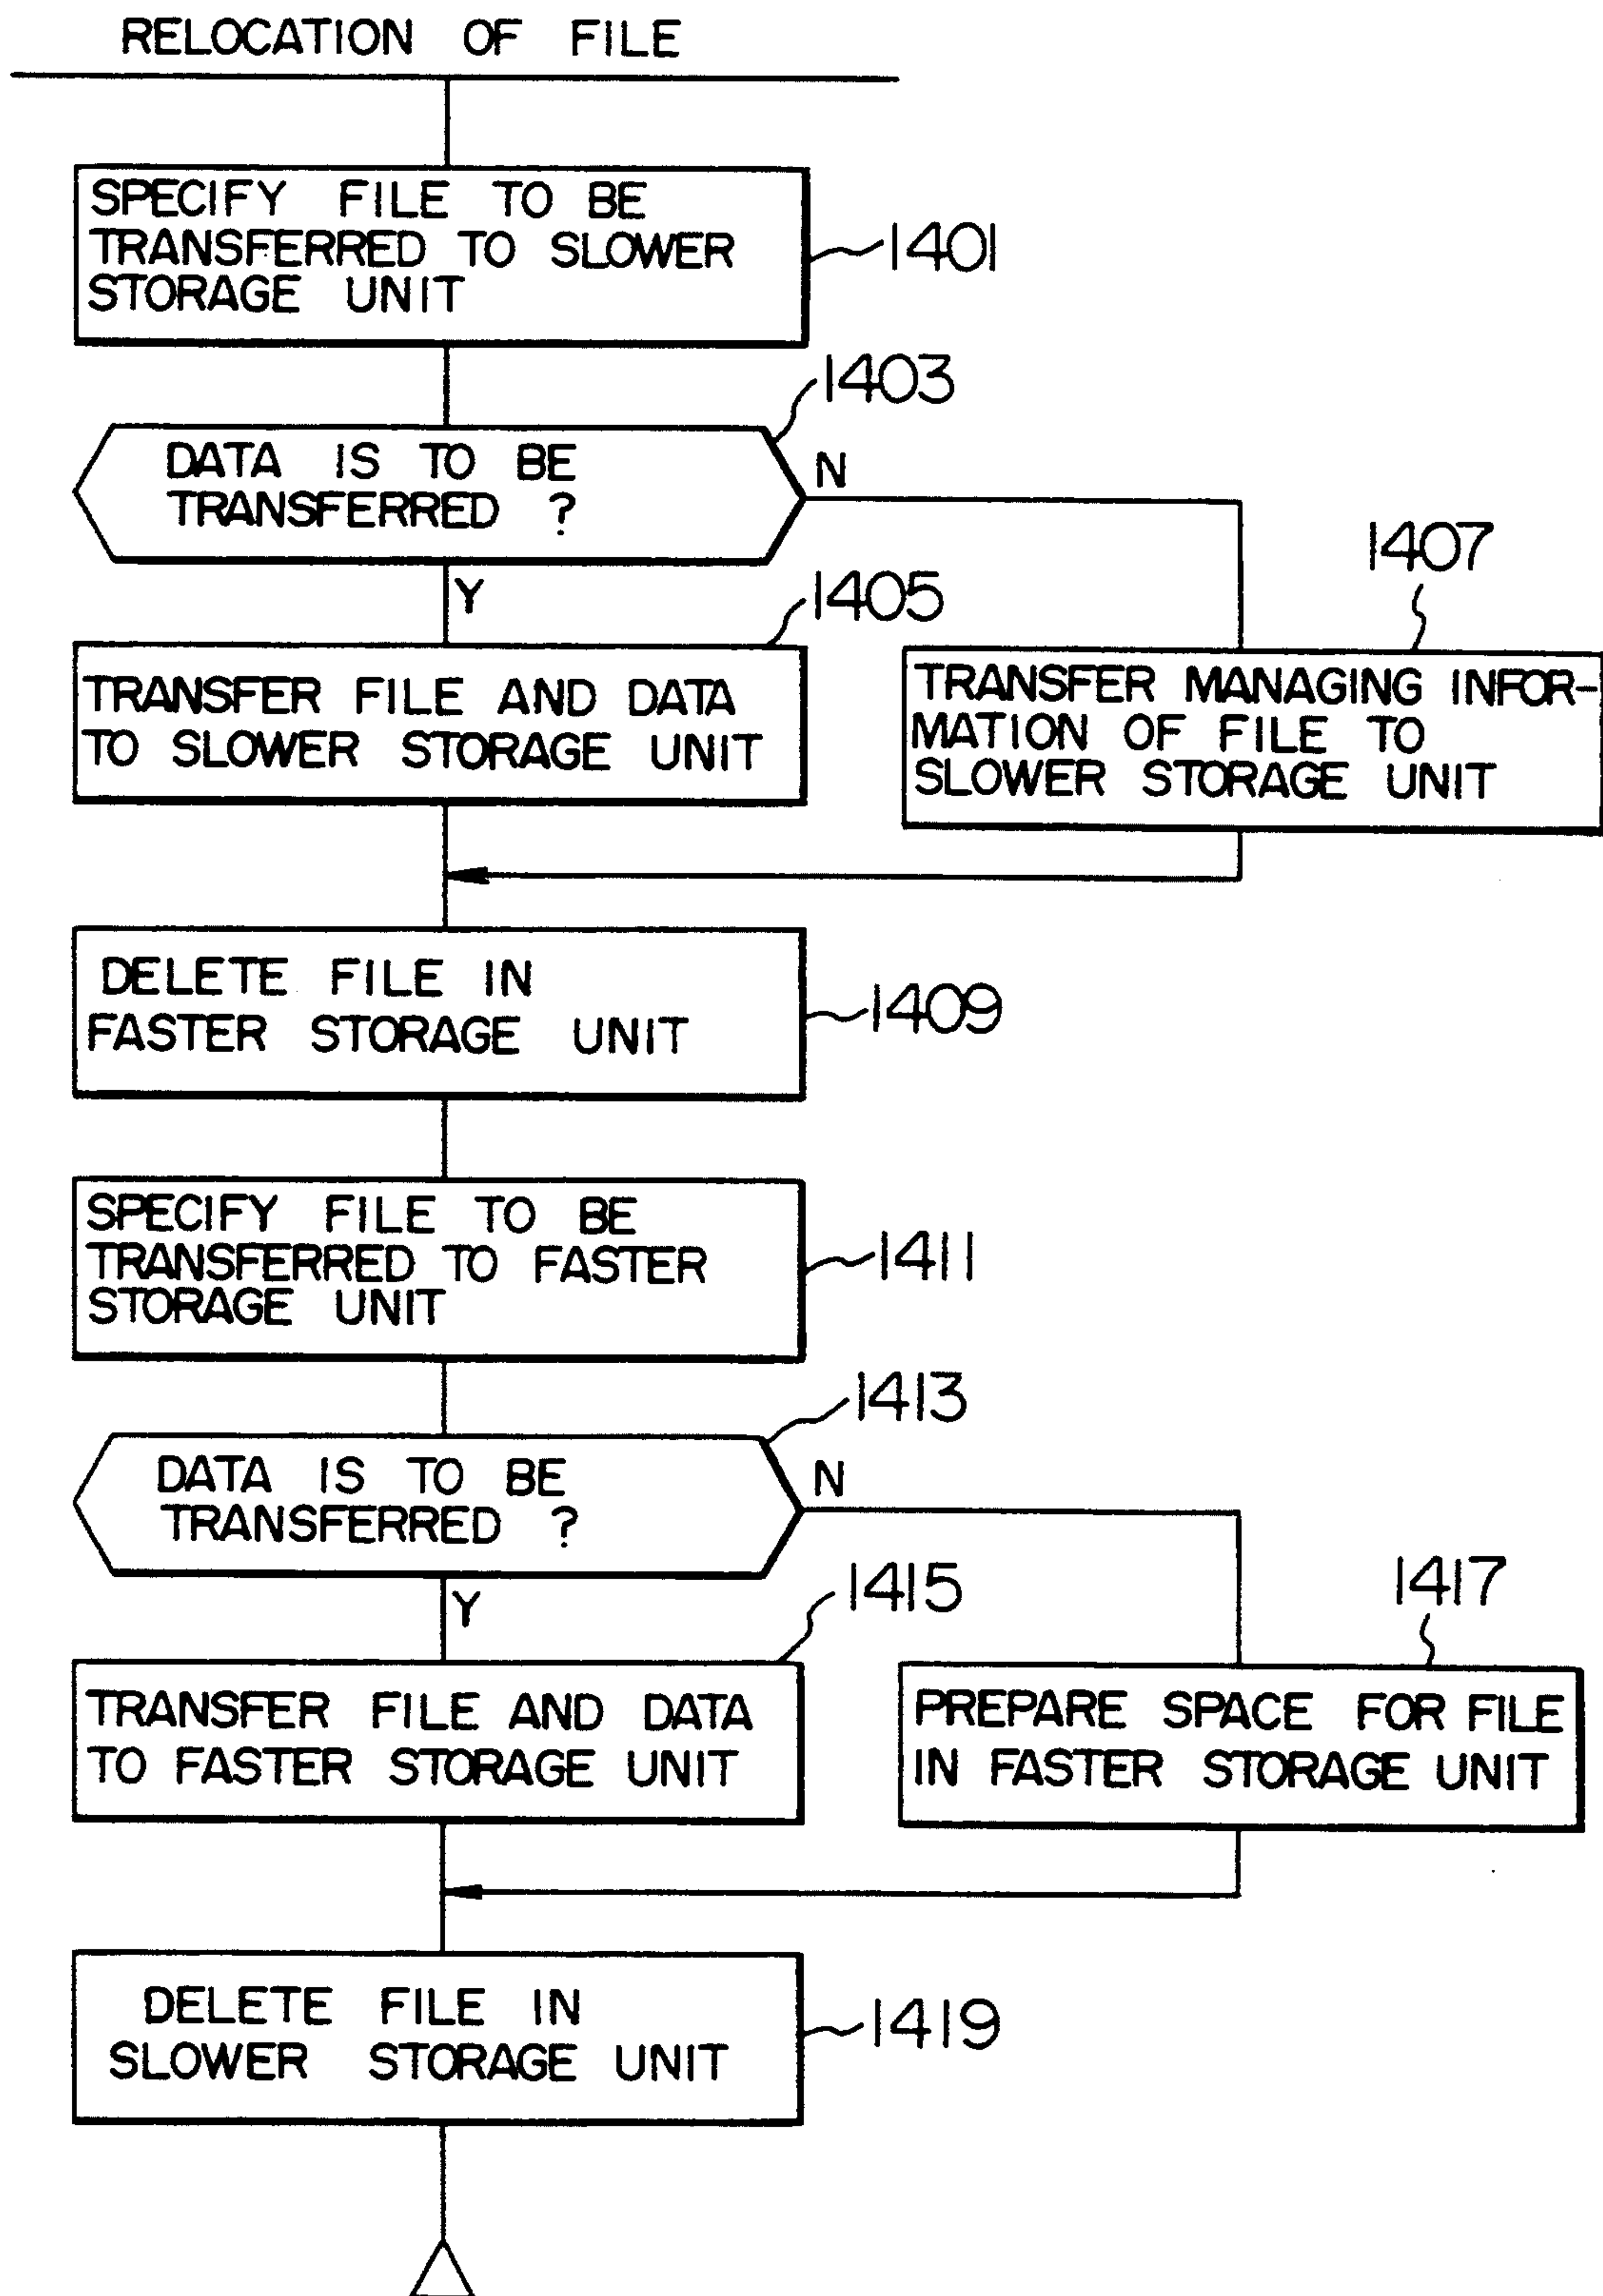 RELOCATION OF FILE
SPECIFY FILE TO BE
TRANSFERRED TO SLOWER
STORAGE UNIT
1401
1403
DATA IS TO BE
TRANSFERRED ?
N
Y
1405
1407
TRANSFER FILE AND DATA
TO SLOWER STORAGE UNIT
TRANSFER MANAGING INFOR-
MATION OF FILE TO
SLOWER STORAGE UNIT
DELETE FILE IN
FASTER STORAGE UNIT
1409
SPECIFY FILE TO BE
TRANSFERRED TO FASTER
STORAGE UNIT
1411
1413
DATA IS TO BE
TRANSFERRED ?
N
Y
1415
1417
TRANSFER FILE AND DATA
TO FASTER STORAGE UNIT
PREPARE SPACE FOR FILE
IN FASTER STORAGE UNIT
DELETE FILE IN
SLOWER STORAGE UNIT
1419